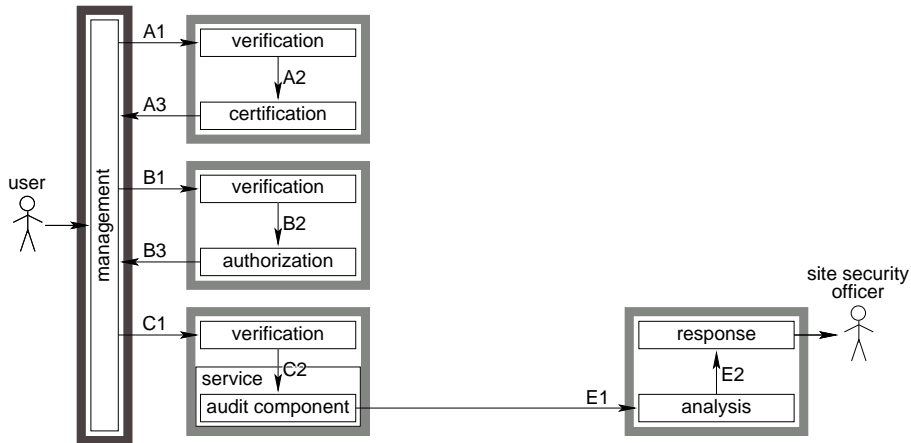 A1
verification
A2
A3
certification
user
management
B1
verification
B2
B3
authorization
site security
officer
C1
verification
response
C2
service
E2
audit component
E1
analysis